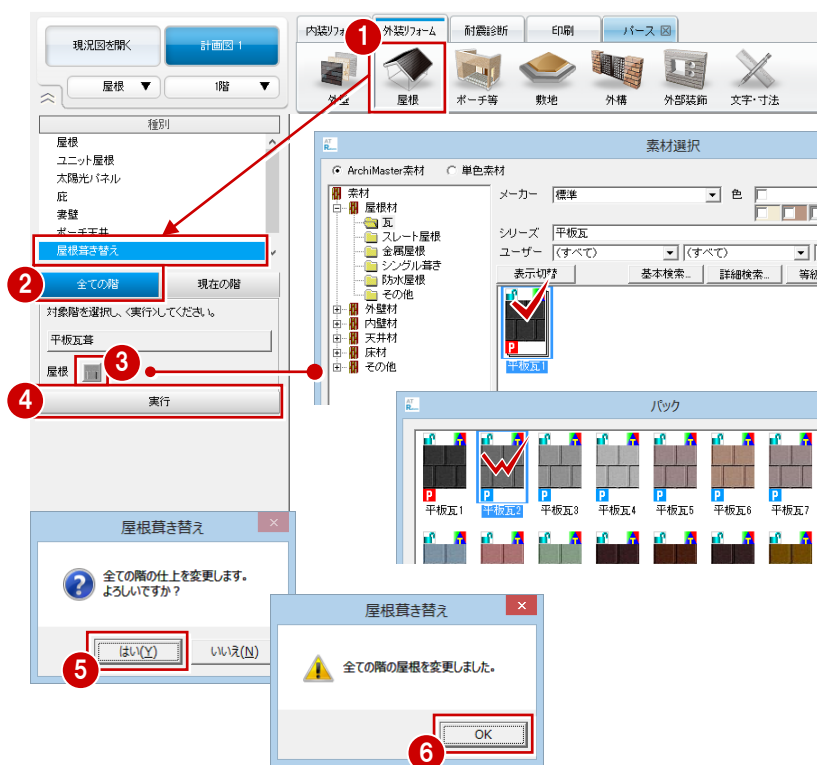 現況図を開く
計画図 1
屋根 ▼
1階 ▼
種別
屋根
ユニット屋根
太陽光パネル
庇
妻壁
ポーチ天井
屋根葺き替え
2
全ての階
現在の階
対象階を選択し、〈実行〉してください。
平板瓦葺
屋根
3
4
実行
内装リフォ
1
外装リフォーム
耐震診断
印刷
パース
外壁
屋根
ポーチ等
敷地
外構
外部装飾
文字・寸法
素材選択
ArchiMaster素材
単色素材
素材
屋根材
瓦
スレート屋根
金属屋根
シングル葺き
防水屋根
その他
外壁材
内壁材
天井材
床材
その他
メーカー
標準
色
シリーズ
平板瓦
ユーザー
(すべて)
(すべて)
表示切替
基本検索...
詳細検索...
等級
P
平板瓦1
パック
P P P P P P P
平板瓦1
平板瓦2
平板瓦3
平板瓦4
平板瓦5
平板瓦6
平板瓦7
屋根葺き替え
全ての階の仕上を変更します。
よろしいですか？
はい(Y)
いいえ(N)
5
屋根葺き替え
全ての階の屋根を変更しました。
OK
6